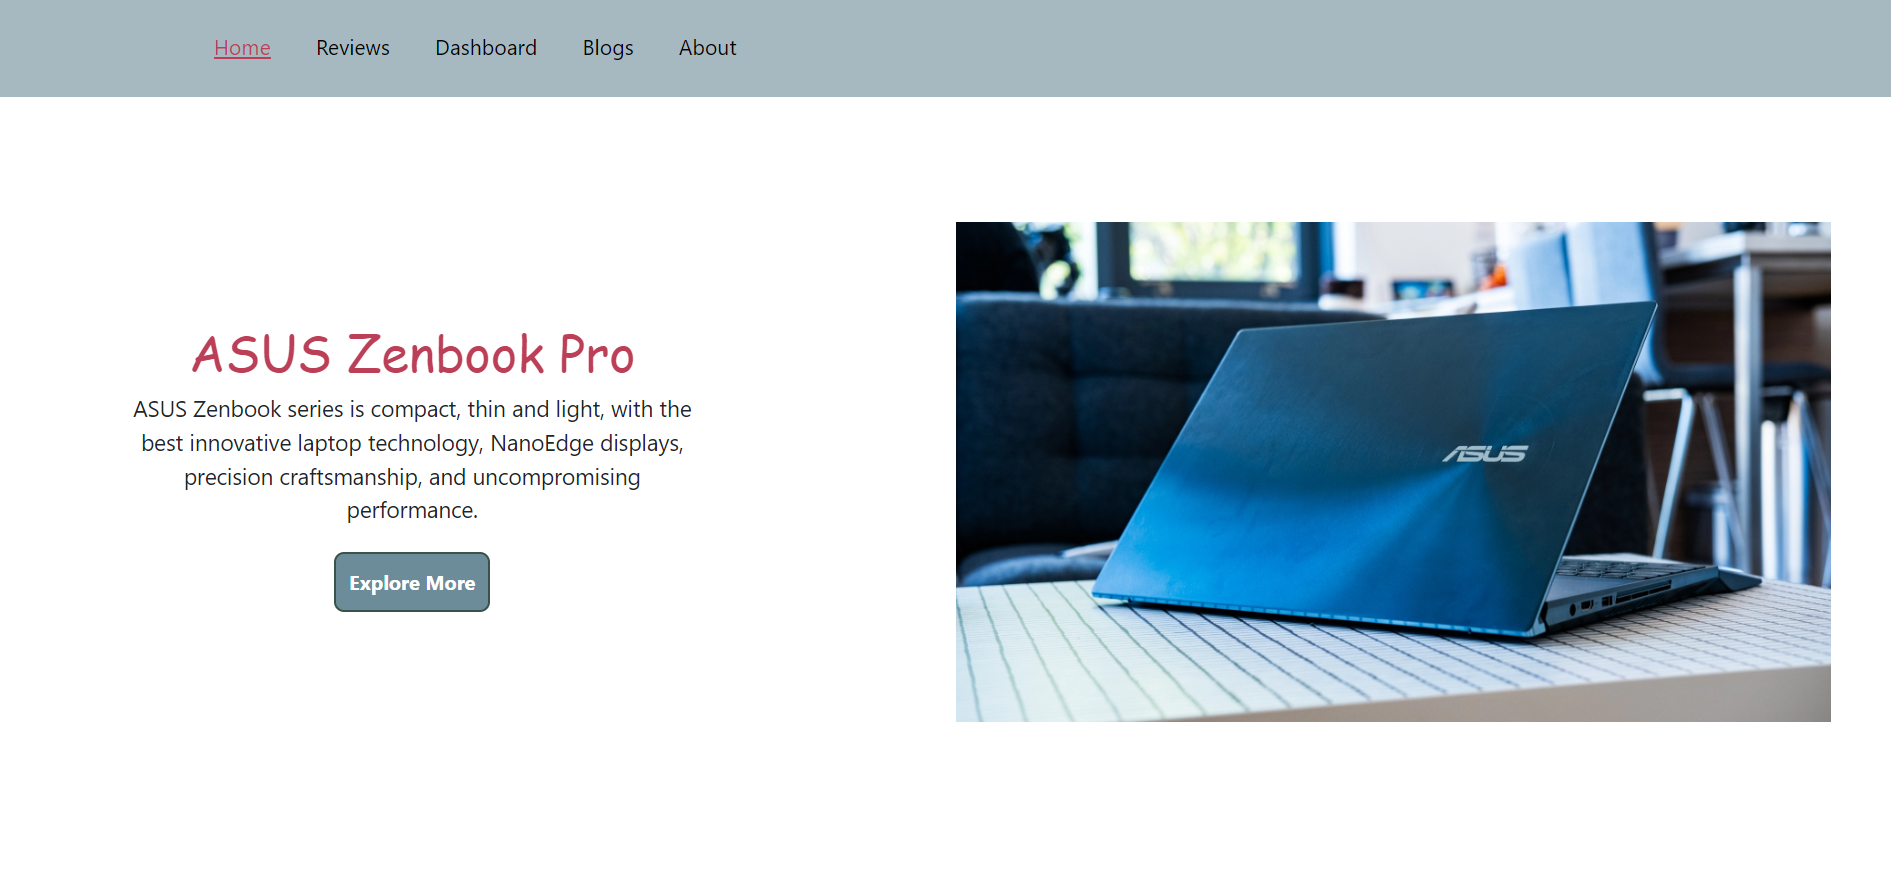 Home Reviews Dashboard Blogs About
ASUS Zenbook Pro
ASUS Zenbook series is compact, thin and light, with the
best innovative laptop technology, NanoEdge displays,
precision craftsmanship, and uncompromising
performance.
Explore More
ASUS